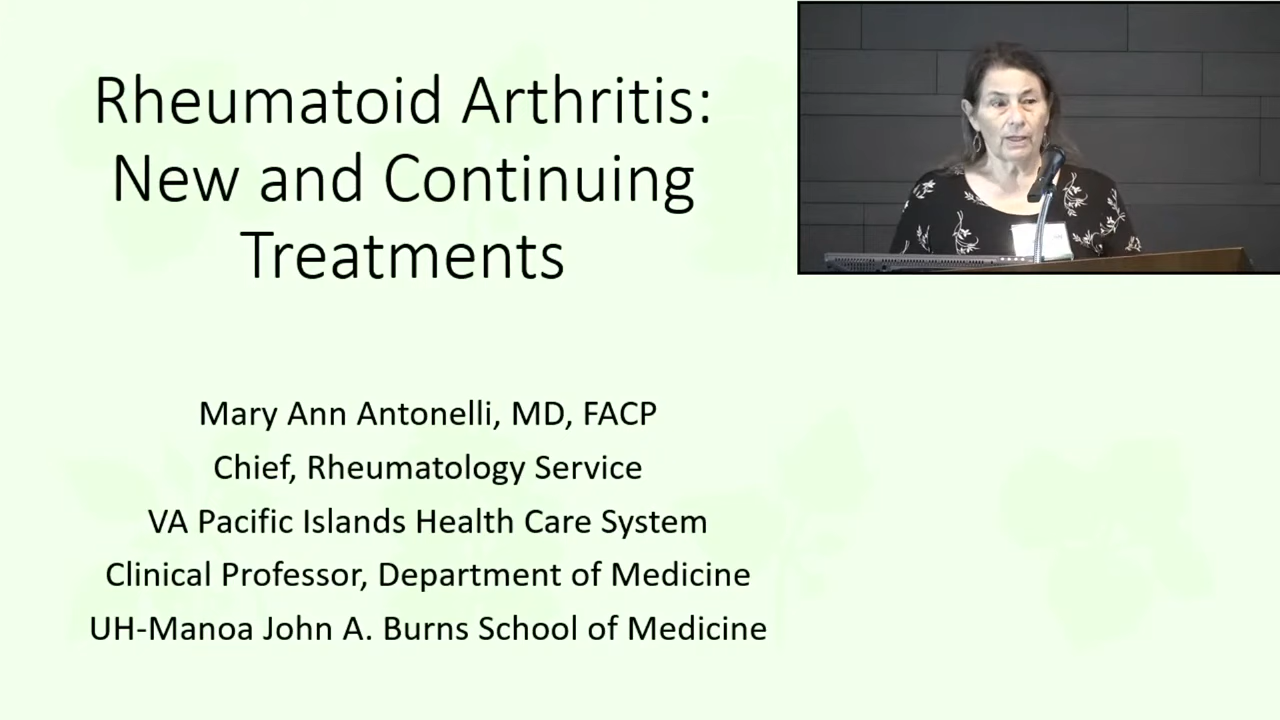 Rheumatoid Arthritis:
New and Continuing
Treatments
Mary Ann Antonelli, MD, FACP
Chief, Rheumatology Service
VA Pacific Islands Health Care System
Clinical Professor, Department of Medicine
UH-Manoa John A. Burns School of Medicine